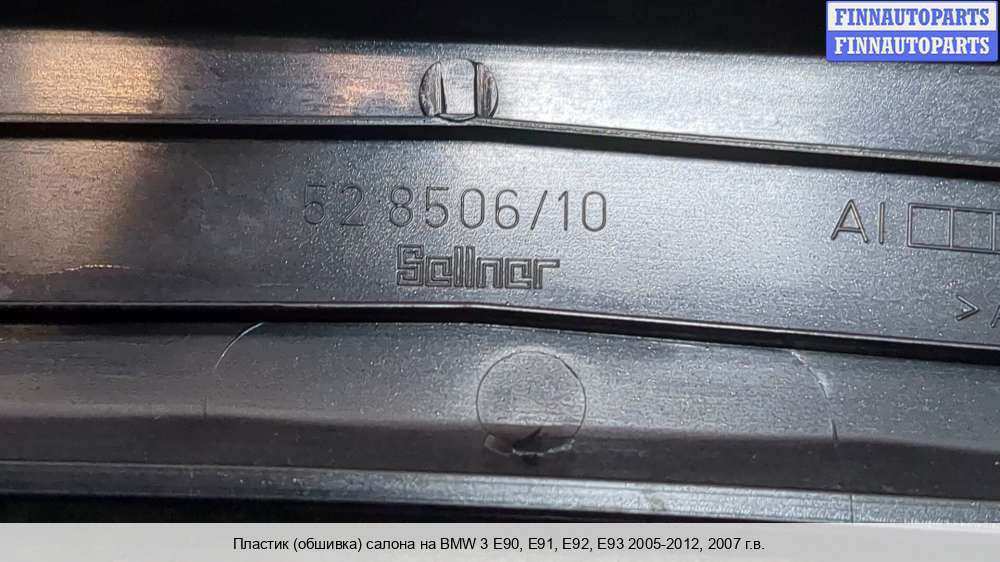 FINNAUTOPARTS
FINNAUTOPARTS
52 8506/10
AI
Sellner
>
Пластик (обшивка) салона на BMW 3 E90, E91, E92, E93 2005-2012, 2007 г.в.